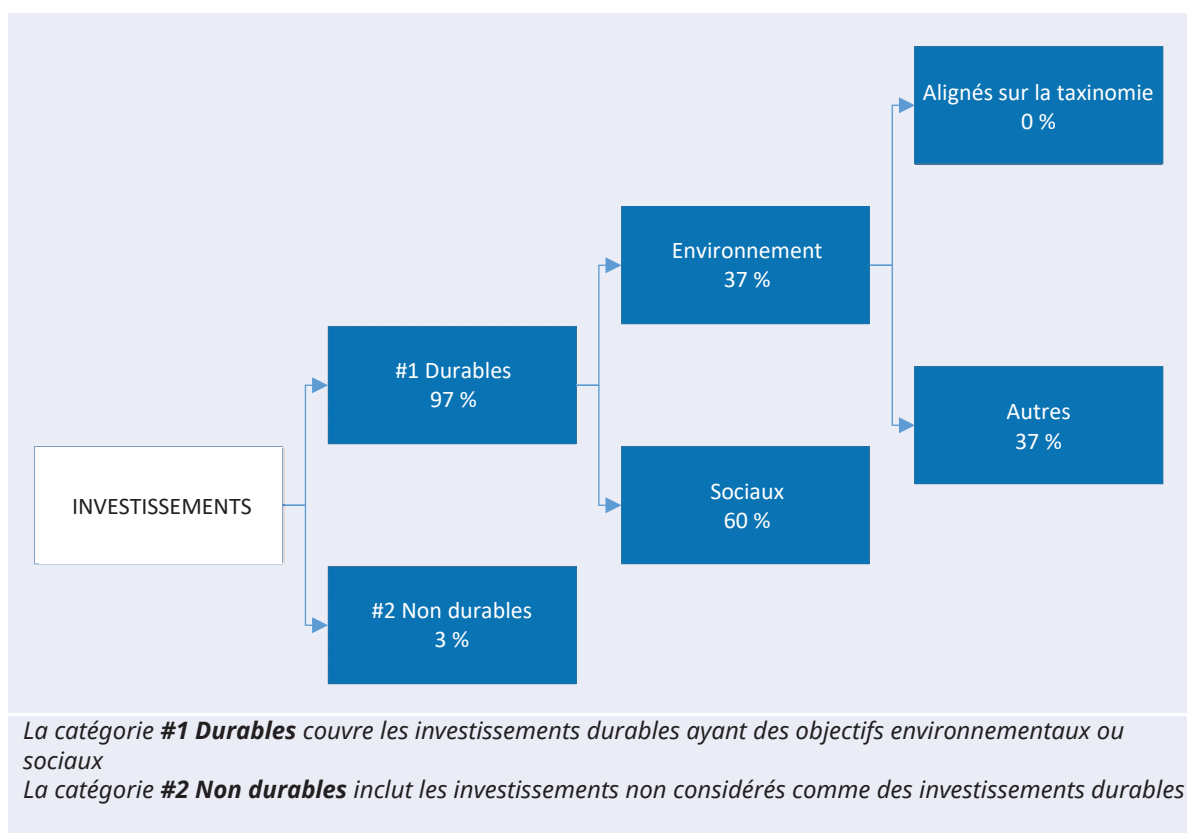 Alignés sur la taxinomie
0 %
Environnement
37 %
#1 Durables
97 %
Autres
37 %
INVESTISSEMENTS
Sociaux
60 %
#2 Non durables
3 %
La catégorie #1 Durables couvre les investissements durables ayant des objectifs environnementaux ou
sociaux
La catégorie #2 Non durables inclut les investissements non considérés comme des investissements durables